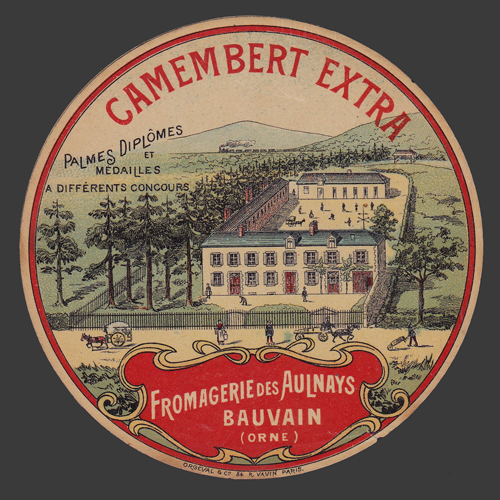 CAMEMBERT EXTRA
PALMES DIPLÔMES
ET
MÉDAILLES
A DIFFÉRENTS CONCOURS
FROMAGERIE DES AULNAYS
BAUVAIN
(ORNE)